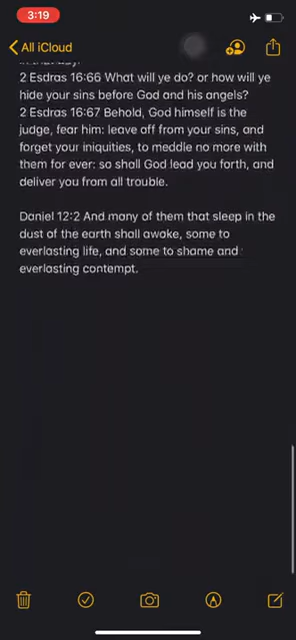 3:19
All iCloud
2 Esdras 16:66 What will ye do? or how will ye
hide your sins before God and his angels?
2 Esdras 16:67 Behold, God himself is the
judge, fear him: leave off from your sins, and
forget your iniquities, to meddle no more with
them for ever: so shall God lead you forth, and
deliver you from all trouble.
Daniel 12:2 And many of them that sleep in the
dust of the earth shall awake, some to
everlasting life, and some to shame and
everlasting contempt.